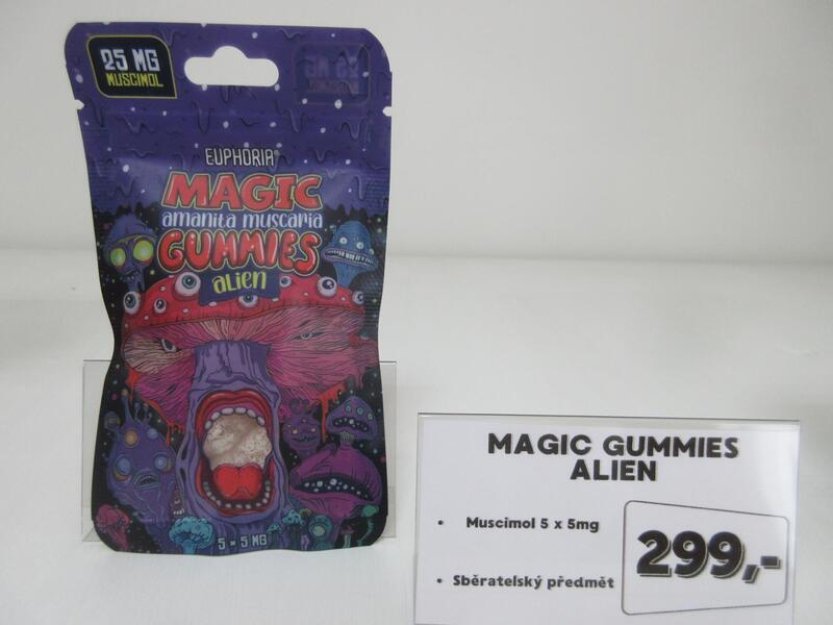 25 MG
MUSCIMOL
EUPHORIA®
MAGIC
amanita muscaria
GUMMIES
alien
5 × 5 MG
MAGIC GUMMIES
ALIEN
• Muscimol 5 x 5mg
• Sběratelský předmět
299,-